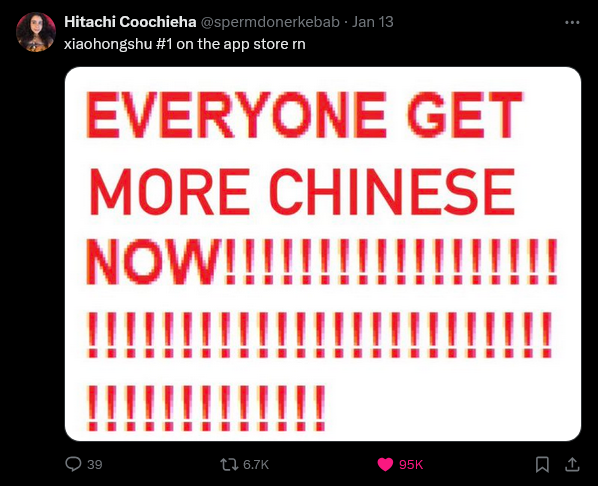 Hitachi Coochieha @spermdonerkebab · Jan 13
xiaohongshu #1 on the app store rn
EVERYONE GET
MORE CHINESE
NOW!!!!!!!!!!!!!!!!!!
!!!!!!!!!!!!!!!!!!!!!!!!!
!!!!!!!!!!!!!
39 6.7K 95K